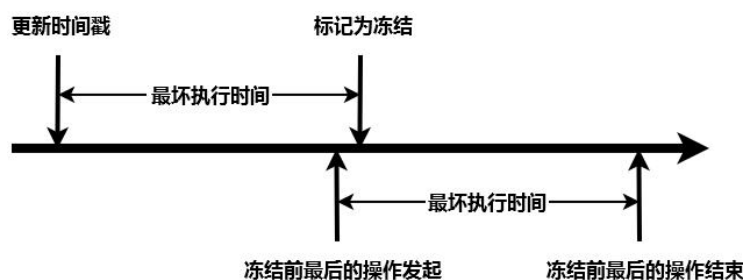 更新时间戳
标记为冻结
最坏执行时间
最坏执行时间
冻结前最后的操作发起
冻结前最后的操作结束